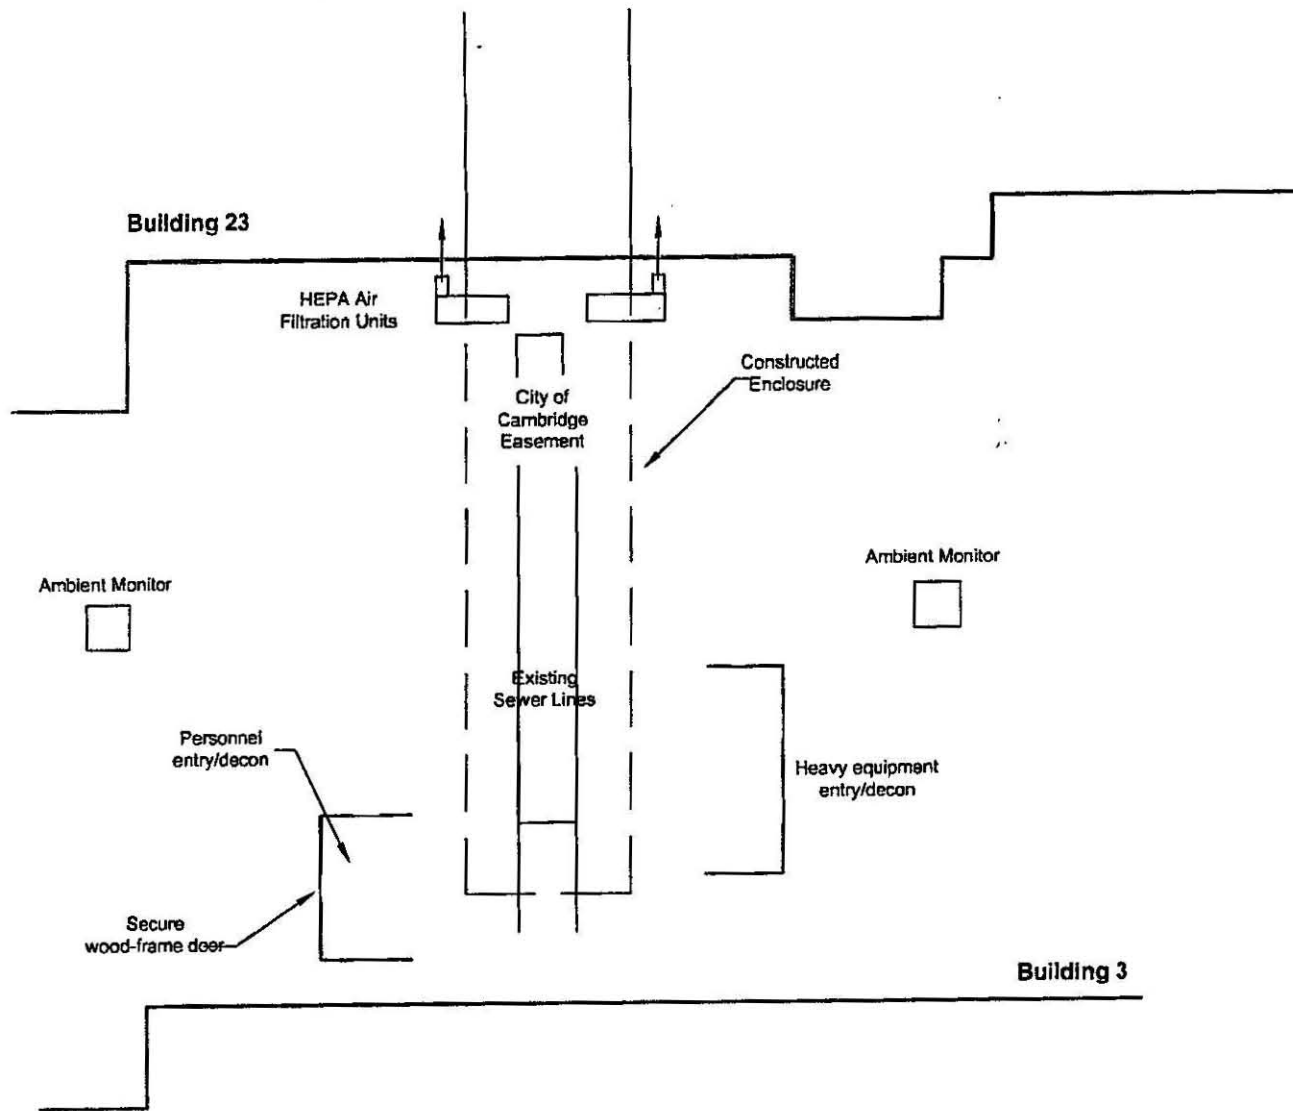 Building 23
HEPA Air
Filtration Units
Constructed
Enclosure
City of
Cambridge
Easement
Ambient Monitor
Ambient Monitor
Existing
Sewer Lines
Personnel
entry/decon
Heavy equipment
entry/decon
Secure
wood-frame door
Building 3